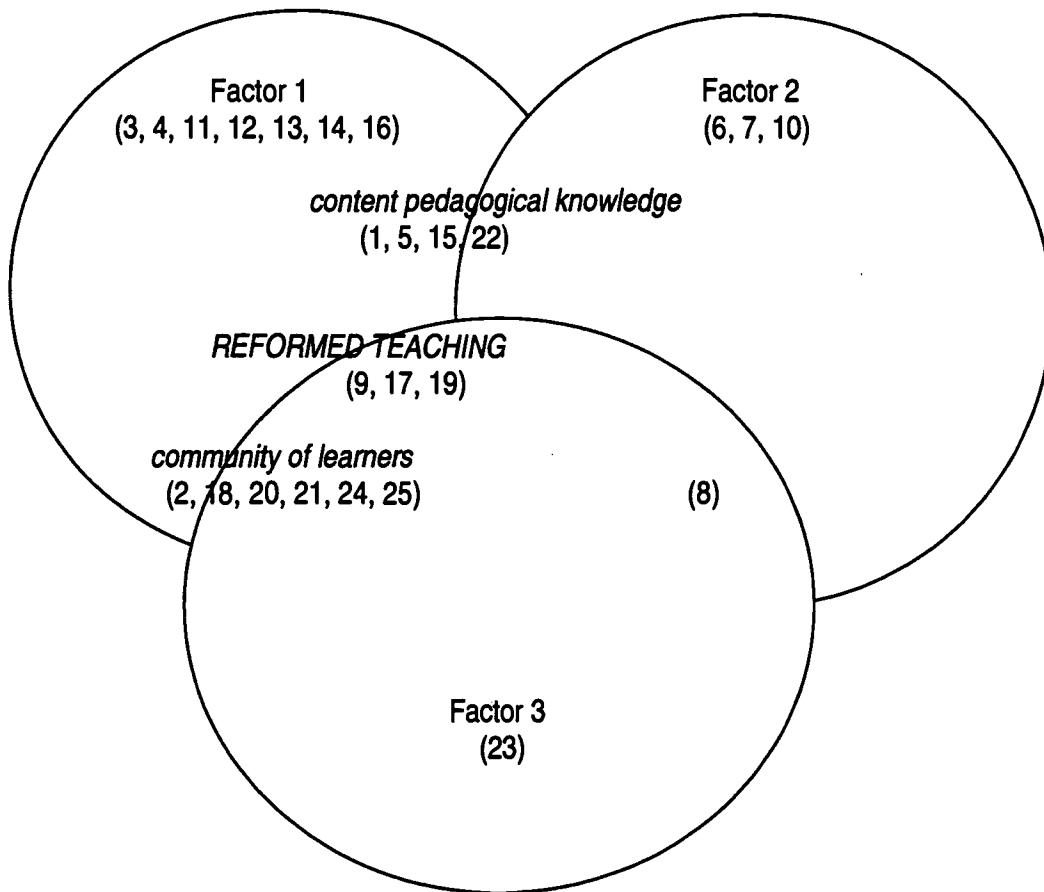 Factor 1
(3, 4, 11, 12, 13, 14, 16)
Factor 2
(6, 7, 10)
content pedagogical knowledge
(1, 5, 15, 22)
REFORMED TEACHING
(9, 17, 19)
community of learners
(2, 18, 20, 21, 24, 25)
(8)
Factor 3
(23)